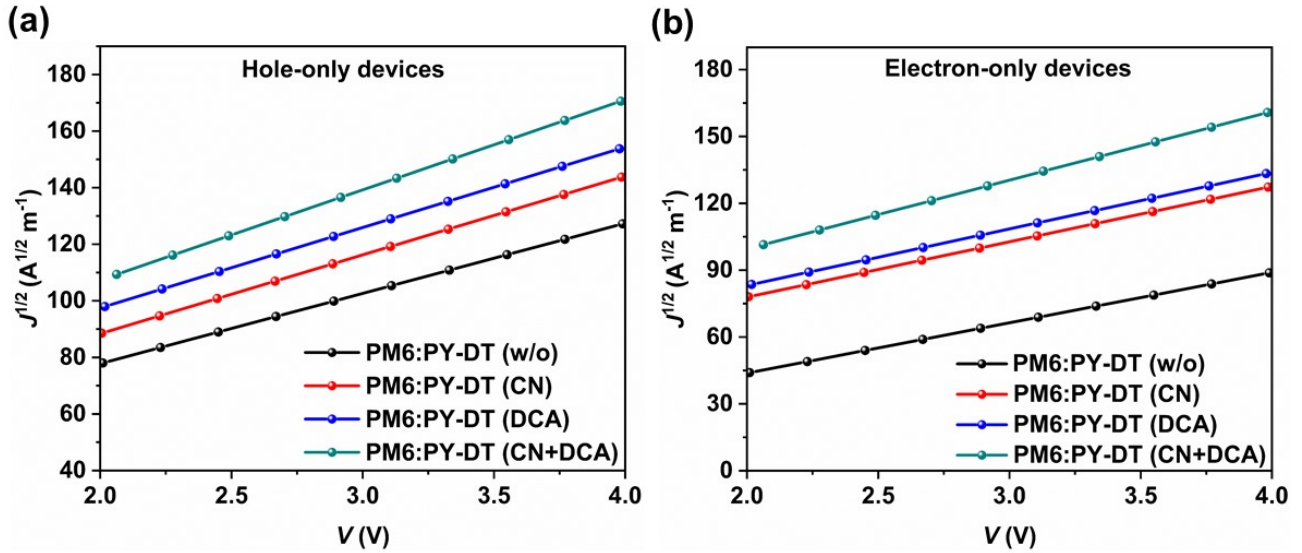 (a)
Hole-only devices
J1/2 (A1/2 m-1)
180
160
140
120
100
80
60
40
PM6:PY-DT (w/o)
PM6:PY-DT (CN)
PM6:PY-DT (DCA)
PM6:PY-DT (CN+DCA)
2.0 2.5 3.0 3.5 4.0
V (V)
(b)
Electron-only devices
J1/2 (A1/2 m-1)
180
150
120
90
60
30
0
PM6:PY-DT (w/o)
PM6:PY-DT (CN)
PM6:PY-DT (DCA)
PM6:PY-DT (CN+DCA)
2.0 2.5 3.0 3.5 4.0
V (V)